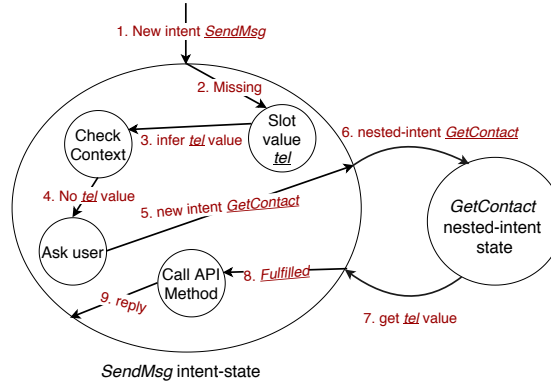 1. New intent SendMsg
2. Missing
Slot
value
tel
3. infer tel value
Check
Context
4. No tel value
Ask user
5. new intent GetContact
6. nested-intent GetContact
GetContact
nested-intent
state
7. get tel value
8. Fulfilled
Call API
Method
9. reply
SendMsg intent-state